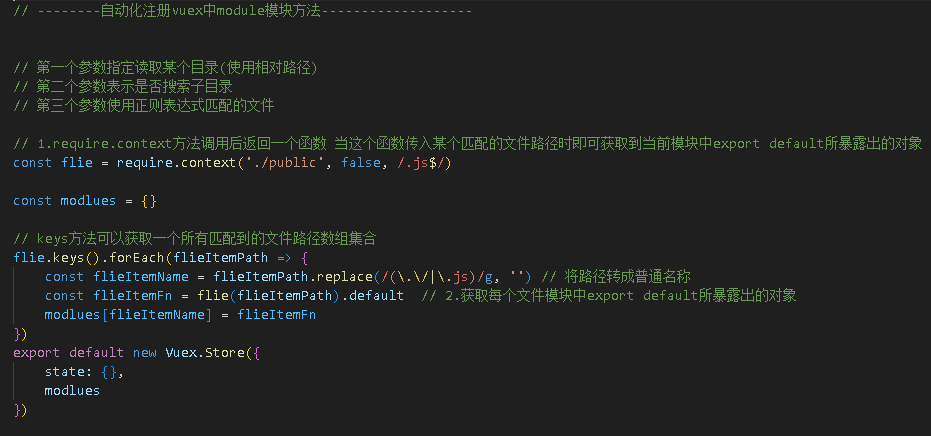 // --------自动化注册vuex中module模块方法-------------------
// 第一个参数指定读取某个目录(使用相对路径)
// 第二个参数表示是否搜索子目录
// 第三个参数使用正则表达式匹配的文件
// 1.require.context方法调用后返回一个函数 当这个函数传入某个匹配的文件路径时即可获取到当前模块中export default所暴露出的对象
const flie = require.context('./public', false, /.js$/)
const modlues = {}
// keys方法可以获取一个所有匹配到的文件路径数组集合
flie.keys().forEach(flieItemPath => {
    const flieItemName = flieItemPath.replace(/(\.\/|\.js)/g, '') // 将路径转成普通名称
    const flieItemFn = flie(flieItemPath).default  // 2.获取每个文件模块中export default所暴露出的对象
    modlues[flieItemName] = flieItemFn
})
export default new Vuex.Store({
    state: {},
    modlues
})